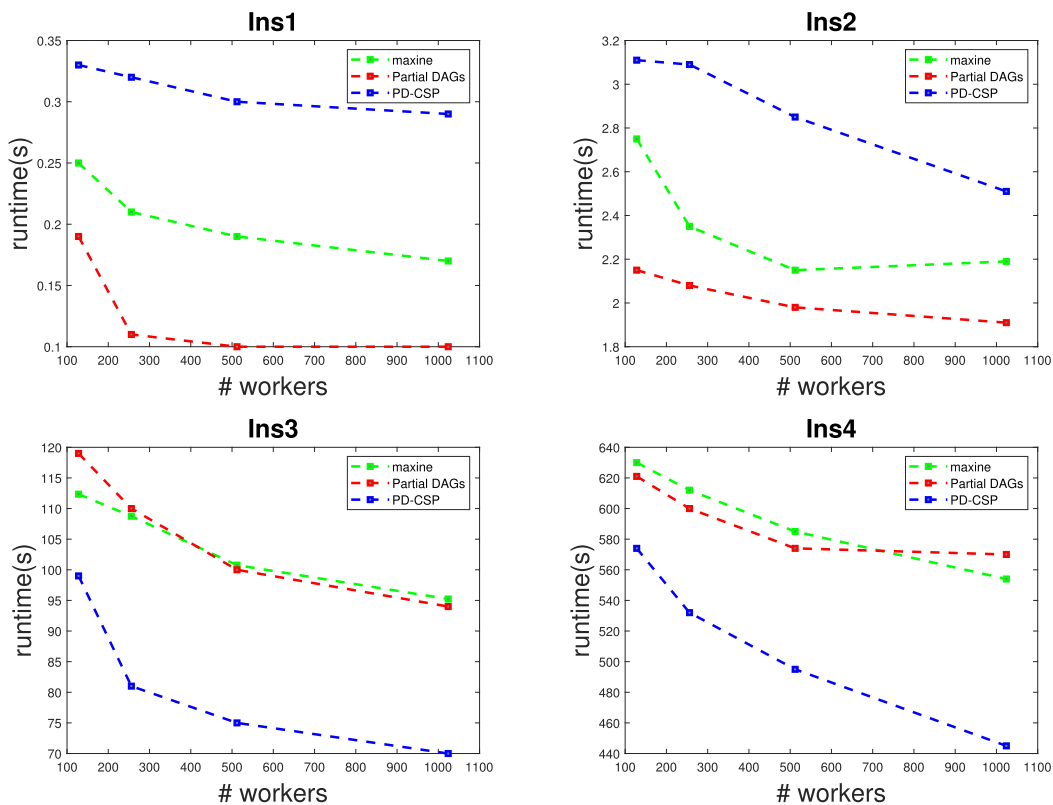 Ins1
0.35
0.3
0.25
0.2
0.15
0.1
runtime(s)
maxine
Partial DAGs
PD-CSP
100 200 300 400 500 600 700 800 900 1000 1100
# workers
Ins2
3.2
3
2.8
2.6
2.4
2.2
2
1.8
runtime(s)
maxine
Partial DAGs
PD-CSP
100 200 300 400 500 600 700 800 900 1000 1100
# workers
Ins3
120
115
110
105
100
95
90
85
80
75
70
runtime(s)
maxine
Partial DAGs
PD-CSP
100 200 300 400 500 600 700 800 900 1000 1100
# workers
Ins4
640
620
600
580
560
540
520
500
480
460
440
runtime(s)
maxine
Partial DAGs
PD-CSP
100 200 300 400 500 600 700 800 900 1000 1100
# workers